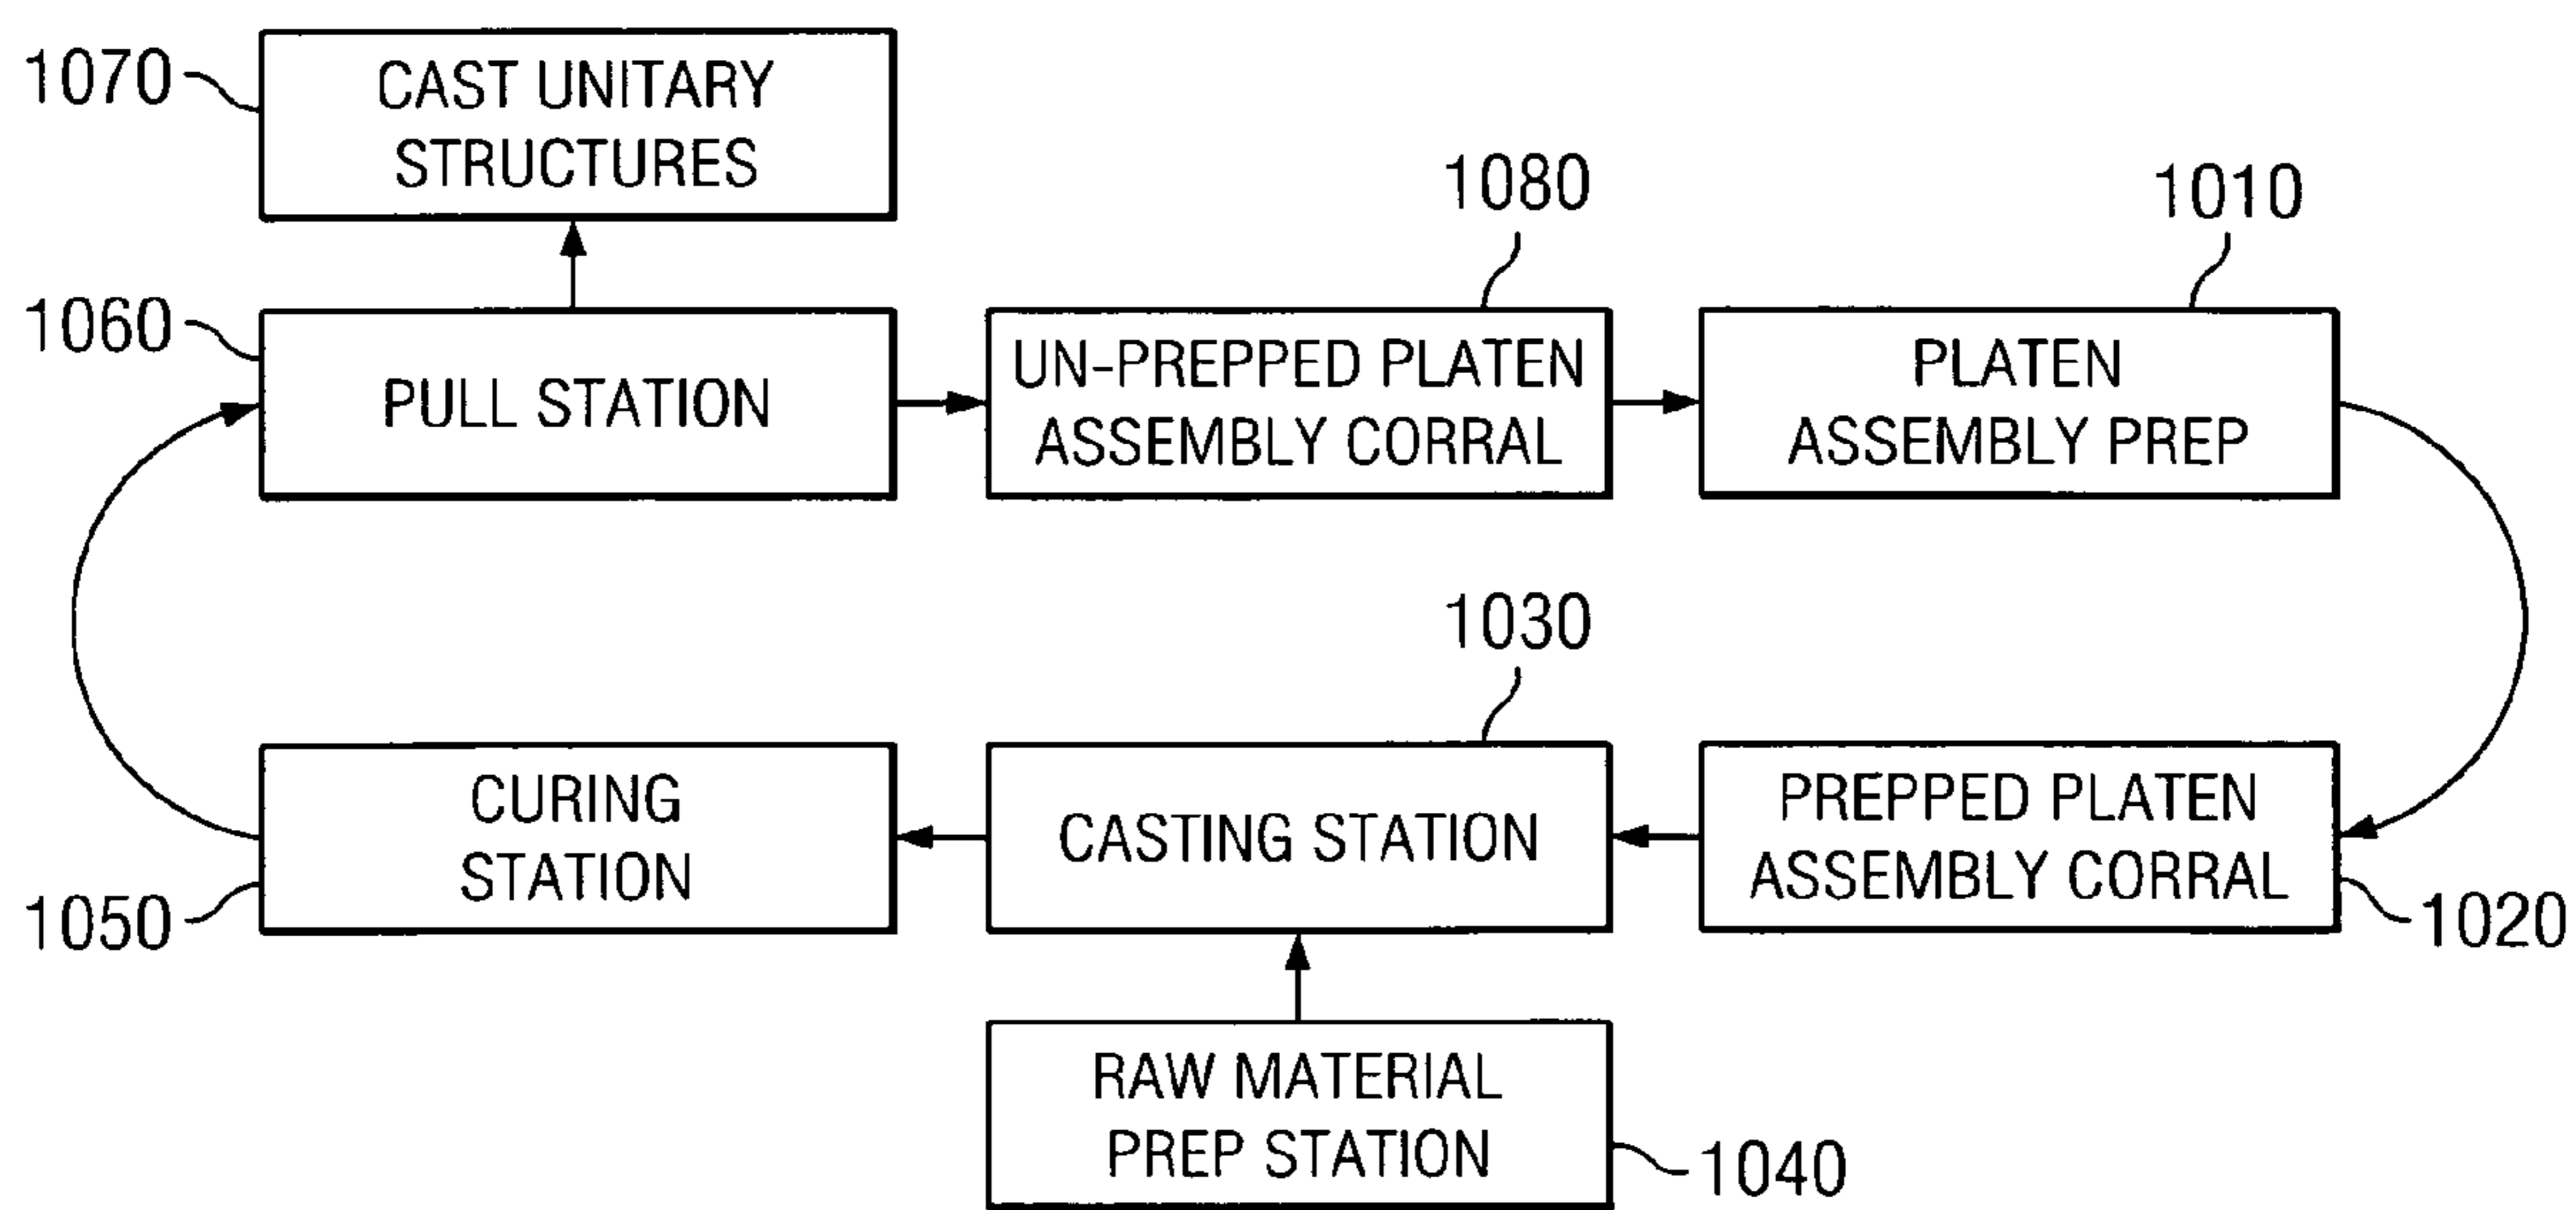 1070
CAST UNITARY
STRUCTURES
1080
1010
1060
PULL STATION
UN-PREPPED PLATEN
ASSEMBLY CORRAL
PLATEN
ASSEMBLY PREP
1030
CURING
STATION
1050
CASTING STATION
PREPPED PLATEN
ASSEMBLY CORRAL
1020
RAW MATERIAL
PREP STATION
1040